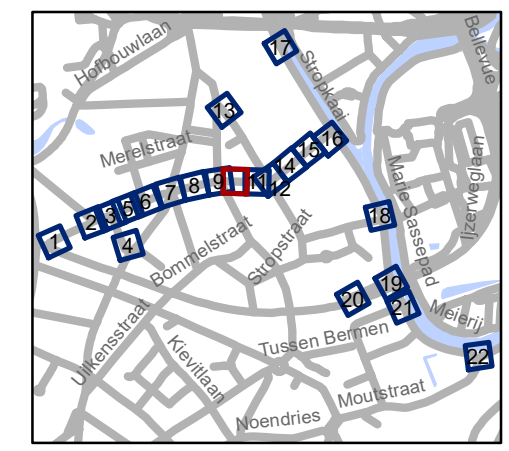 Hofbouwlaan
Bellevue
17
Stropkaai
13
Merelstraat
16
15
14
Ijzerweglaan
11
12
9
8
7
6
5
3
2
1
4
Marie Sassepad
18
Bommelstraat
Stropstraat
19
20
21
Meierij
Uilkensstraat
Tussen Bermen
Kievitlaan
22
Moutstraat
Noendries